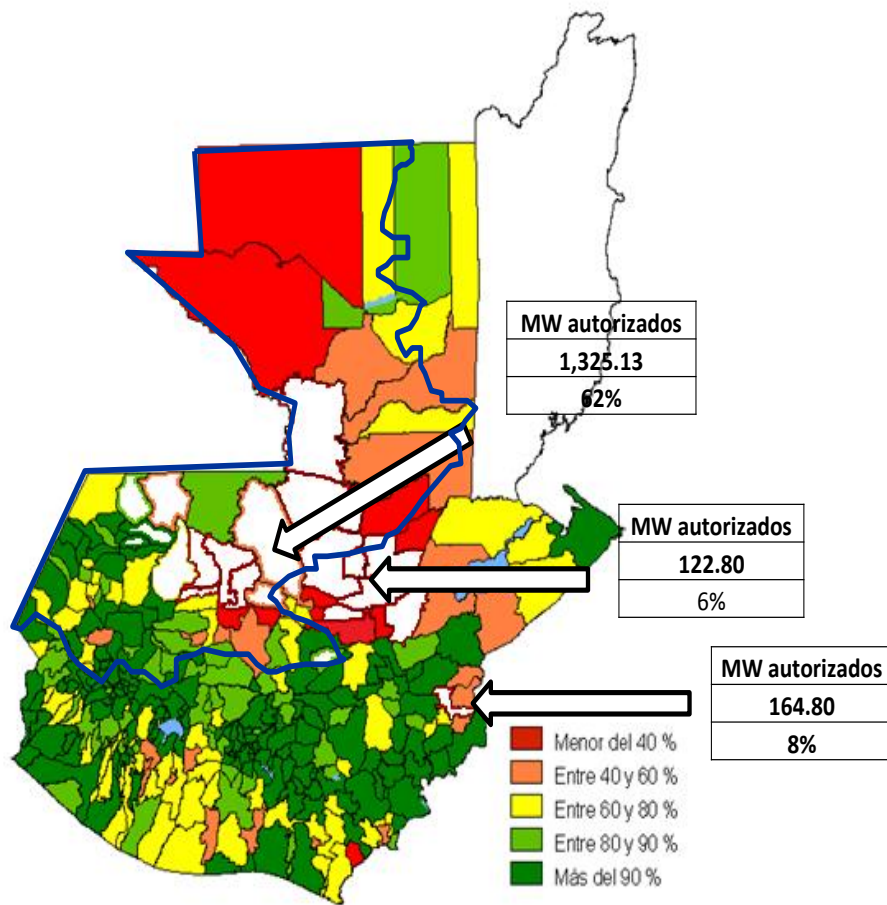 MW autorizados
1,325.13
62%
MW autorizados
122.80
6%
MW autorizados
164.80
8%
Menor del 40 %
Entre 40 y 60 %
Entre 60 y 80 %
Entre 80 y 90 %
Más del 90 %